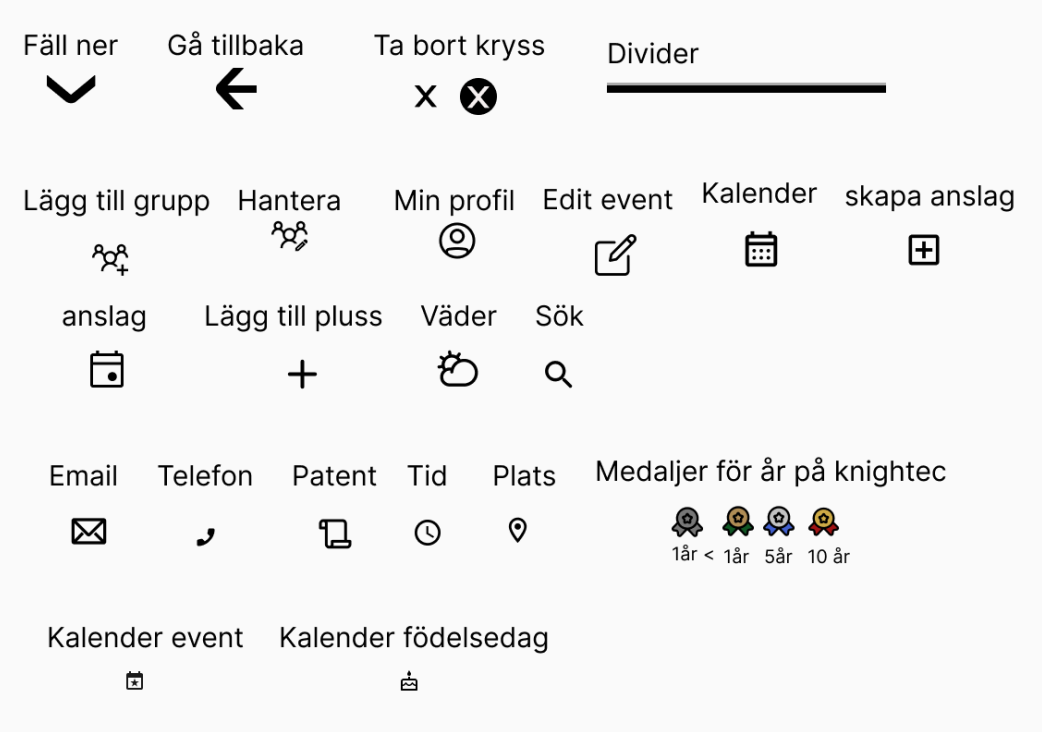 Fäll ner
Gå tillbaka
Ta bort kryss
Divider
Lägg till grupp
Hantera
Min profil
Edit event
Kalender
skapa anslag
anslag
Lägg till pluss
Väder
Sök
Email
Telefon
Patent
Tid
Plats
Medaljer för år på knightec
1år <
1år
5år
10 år
Kalender event
Kalender födelsedag